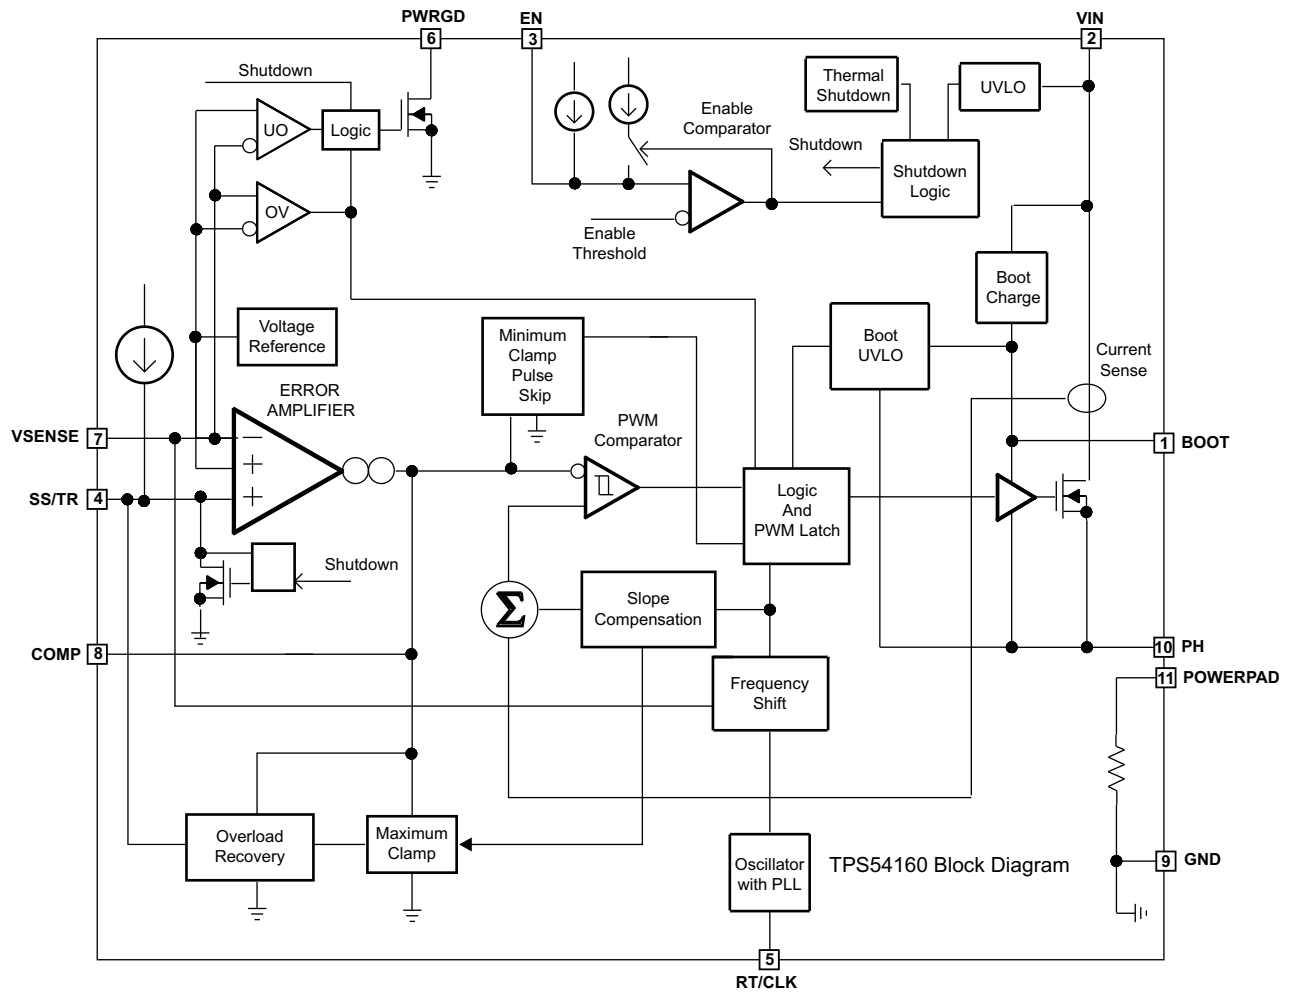 PWRGD
EN
VIN
6
3
2
Shutdown
Thermal
Shutdown
UVLO
UO
Logic
Enable
Comparator
Shutdown
Shutdown
Logic
OV
Enable
Threshold
Boot
Charge
Voltage
Reference
Minimum
Clamp
Pulse
Skip
Boot
UVLO
Current
Sense
ERROR
AMPLIFIER
PWM
Comparator
VSENSE
7
−
+
+
1
BOOT
SS/TR
4
Logic
And
PWM Latch
Shutdown
Σ
Slope
Compensation
COMP
8
10
PH
11
POWERPAD
Frequency
Shift
Overload
Recovery
Maximum
Clamp
Oscillator
with PLL
TPS54160 Block Diagram
9
GND
5
RT/CLK